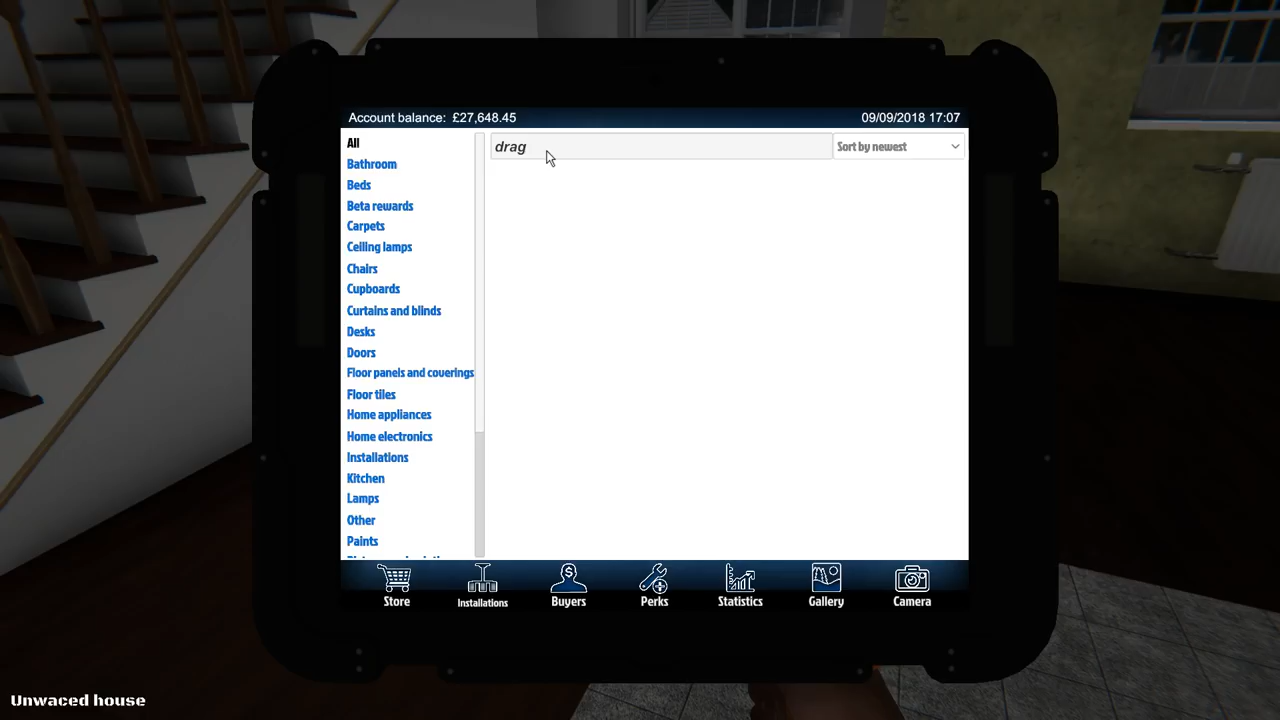 Account balance: £27,648.45
09/09/2018 17:07
All
Bathroom
Beds
Beta rewards
Carpets
Ceiling lamps
Chairs
Cupboards
Curtains and blinds
Desks
Doors
Floor panels and coverings
Floor tiles
Home appliances
Home electronics
Installations
Kitchen
Lamps
Other
Paints
drag
Sort by newest
Store
Installations
Buyers
Perks
Statistics
Gallery
Camera
Unwaced house